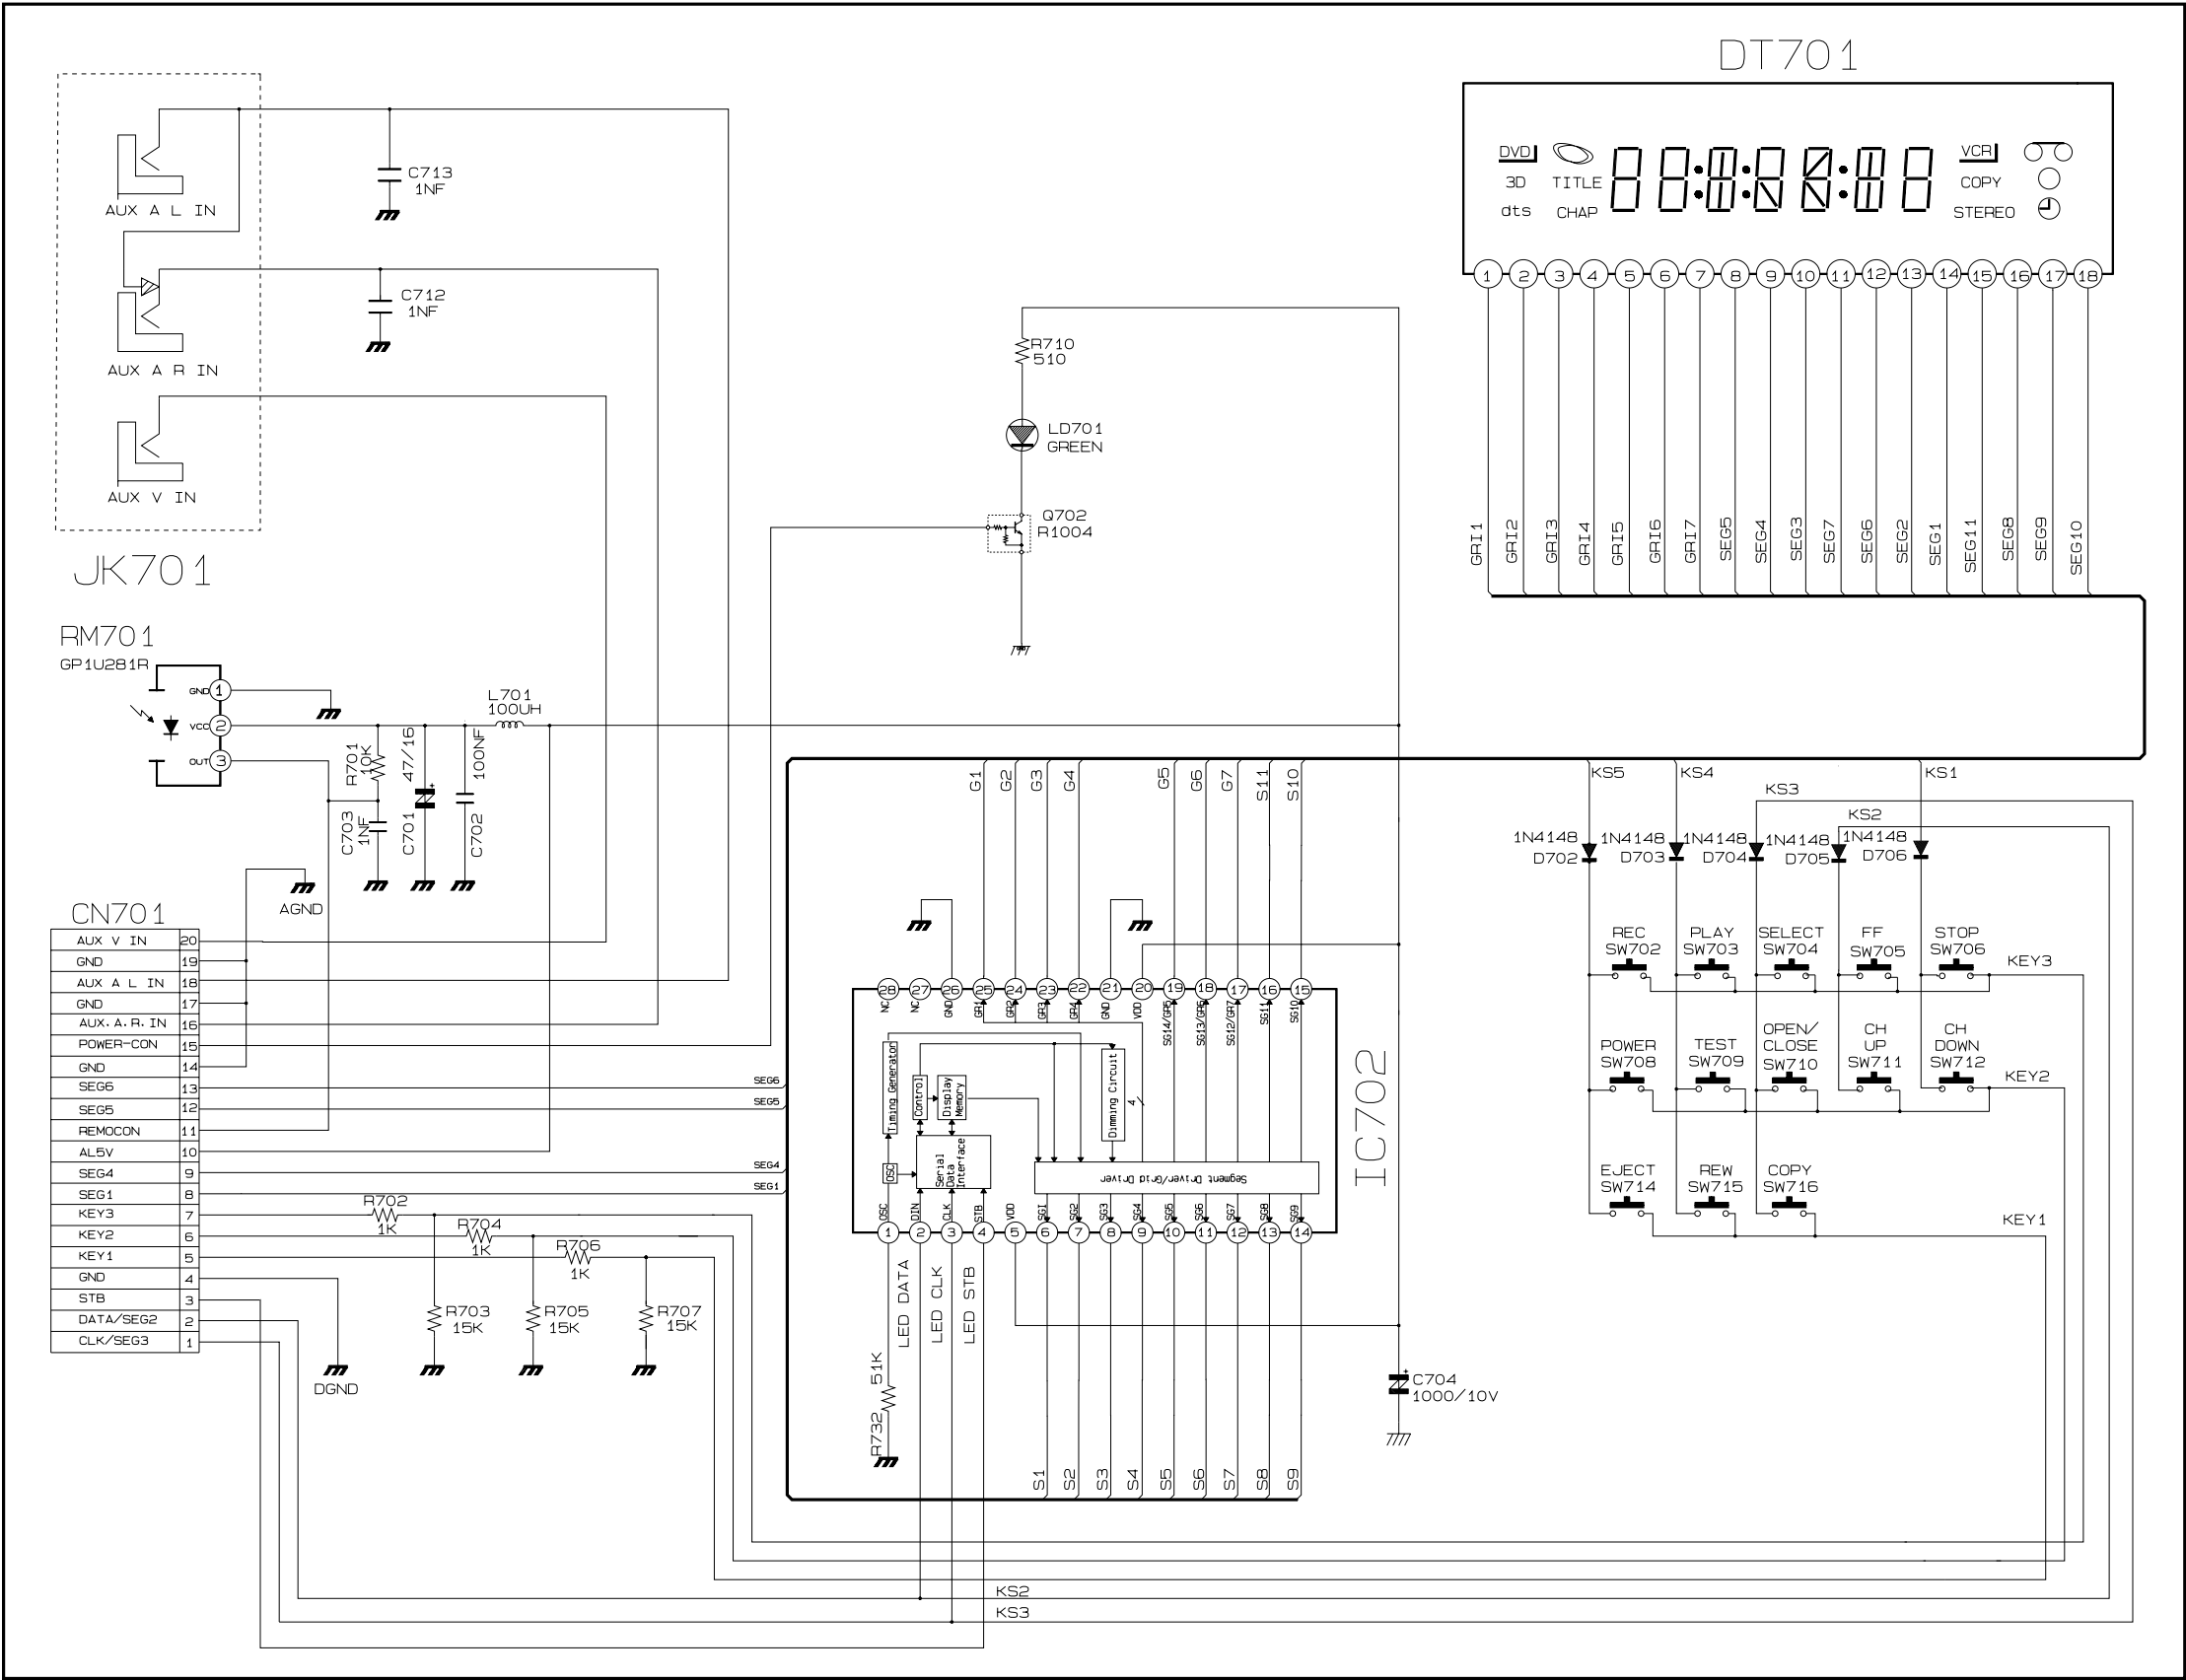 DT701
DVD
VCR
3D
TITLE
COPY
dts
CHAP
STEREO
1 2 3 4 5 6 7 8 9 10 11 12 13 14 15 16 17 18
GRI1
GRI2
GRI3
GRI4
GRI5
GRI6
GRI7
SEG5
SEG4
SEG3
SEG7
SEG6
SEG2
SEG1
SEG11
SEG8
SEG9
SEG10
AUX A L IN
C713
1NF
AUX A R IN
C712
1NF
AUX V IN
JK701
R710
510
LD701
GREEN
Q702
R1004
RM701
GP1U281R
GND 1
VCC 2
OUT 3
L701
100UH
R701
10K
C703
1NF
47/16
C701
100NF
C702
AGND
CN701
AUX V IN 20
GND 19
AUX A L IN 18
GND 17
AUX.A.R.IN 16
POWER-CON 15
GND 14
SEG6 13
SEG5 12
REMOCON 11
AL5V 10
SEG4 9
SEG1 8
KEY3 7
KEY2 6
KEY1 5
GND 4
STB 3
DATA/SEG2 2
CLK/SEG3 1
R702
1K
R704
1K
R706
1K
R703
15K
R705
15K
R707
15K
DGND
SEG6
SEG5
SEG4
SEG1
G1
G2
G3
G4
G5
G6
G7
S11
S10
28 27 26 25 24 23 22 21 20 19 18 17 16 15
NC
NC
GND
GR1
GR2
GR3
GR4
GND
VDD
SG14/GR5
SG13/GR6
SG12/GR7
SG11
SG10
Timing Generator
Control
Display
Memory
Dimming Circuit
4
OSC
Serial
Data
Interface
Segment Driver/Grid Driver
OSC
DIN
CLK
STB
VDD
SG1
SG2
SG3
SG4
SG5
SG6
SG7
SG8
SG9
1 2 3 4 5 6 7 8 9 10 11 12 13 14
IC702
LED DATA
LED CLK
LED STB
R732
51K
S1
S2
S3
S4
S5
S6
S7
S8
S9
C704
1000/10V
KS5
KS4
KS3
KS2
KS1
1N4148
D702
1N4148
D703
1N4148
D704
1N4148
D705
1N4148
D706
REC
SW702
PLAY
SW703
SELECT
SW704
FF
SW705
STOP
SW706
KEY3
POWER
SW708
TEST
SW709
OPEN/
CLOSE
SW710
CH
UP
SW711
CH
DOWN
SW712
KEY2
EJECT
SW714
REW
SW715
COPY
SW716
KEY1
KS2
KS3